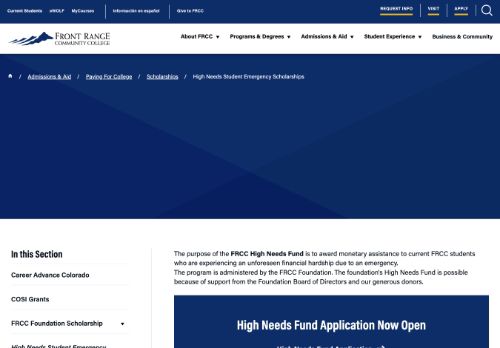 Current Students eWOLF MyCourses Información en español Give to FRCC REQUEST INFO VISIT APPLY
FRONT RANGE
COMMUNITY COLLEGE
About FRCC Programs & Degrees Admissions & Aid Student Experience Business & Community
/ Admissions & Aid / Paying For College / Scholarships / High Needs Student Emergency Scholarships
In this Section
Career Advance Colorado
COSI Grants
FRCC Foundation Scholarship
High Needs Student Emergency
The purpose of the FRCC High Needs Fund is to award monetary assistance to current FRCC students
who are experiencing an unforeseen financial hardship due to an emergency.
The program is administered by the FRCC Foundation. The foundation's High Needs Fund is possible
because of support from the Foundation Board of Directors and our generous donors.
High Needs Fund Application Now Open
High Needs Fund Application